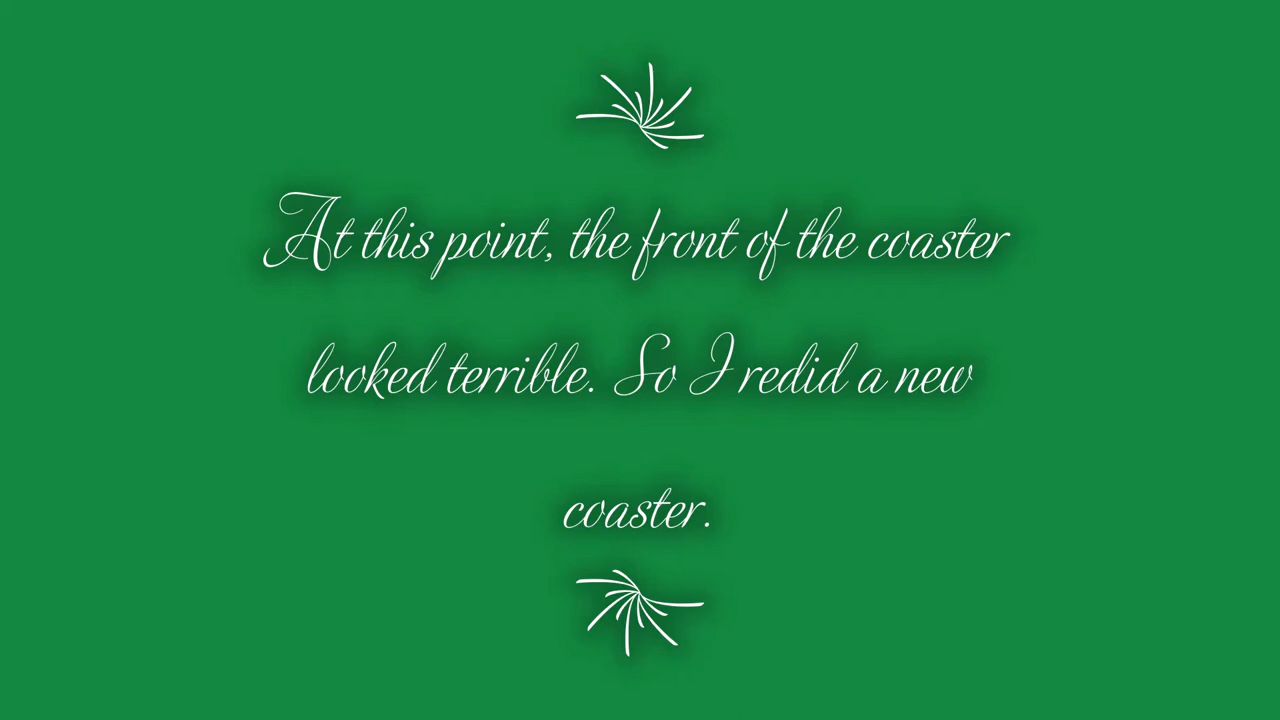 At this point, the front of the coaster
looked terrible. So I redid a new
coaster.